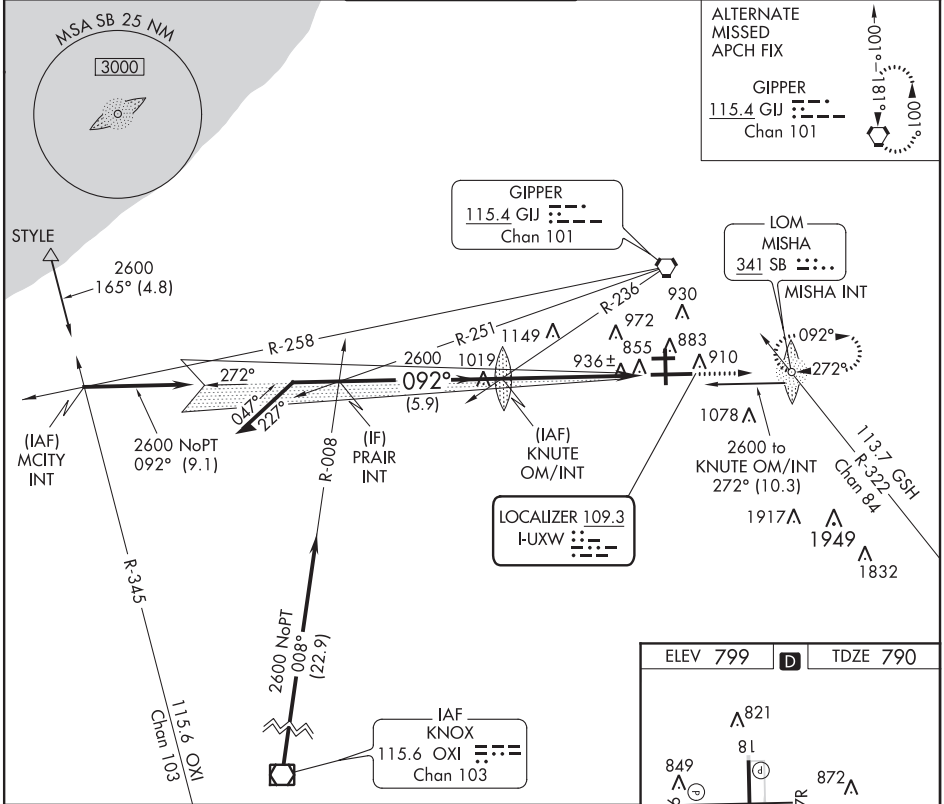 MSA SB 25 NM
3000
ALTERNATE
MISSED
APCH FIX
GIPPER
115.4 GIJ
Chan 101
001°
181°
001°
GIPPER
115.4 GIJ
Chan 101
LOM
MISHA
341 SB
MISHA INT
STYLE
2600
165° (4.8)
R-258
R-251
R-236
1149
972
930
883
855
936±
910
1019
2600
092°
(5.9)
272°
047°
227°
092°
272°
(IAF)
MCITY
INT
2600 NoPT
092° (9.1)
(IF)
PRAIR
INT
R-008
(IAF)
KNUTE
OM/INT
1078
2600 to
KNUTE OM/INT
272° (10.3)
113.7 GSH
R-322
Chan 84
LOCALIZER 109.3
I-UXW
1917
1949
1832
R-345
115.6 OXI
Chan 103
2600 NoPT
008°
(22.9)
IAF
KNOX
115.6 OXI
Chan 103
ELEV 799
D
TDZE 790
821
18
P
849
P
872